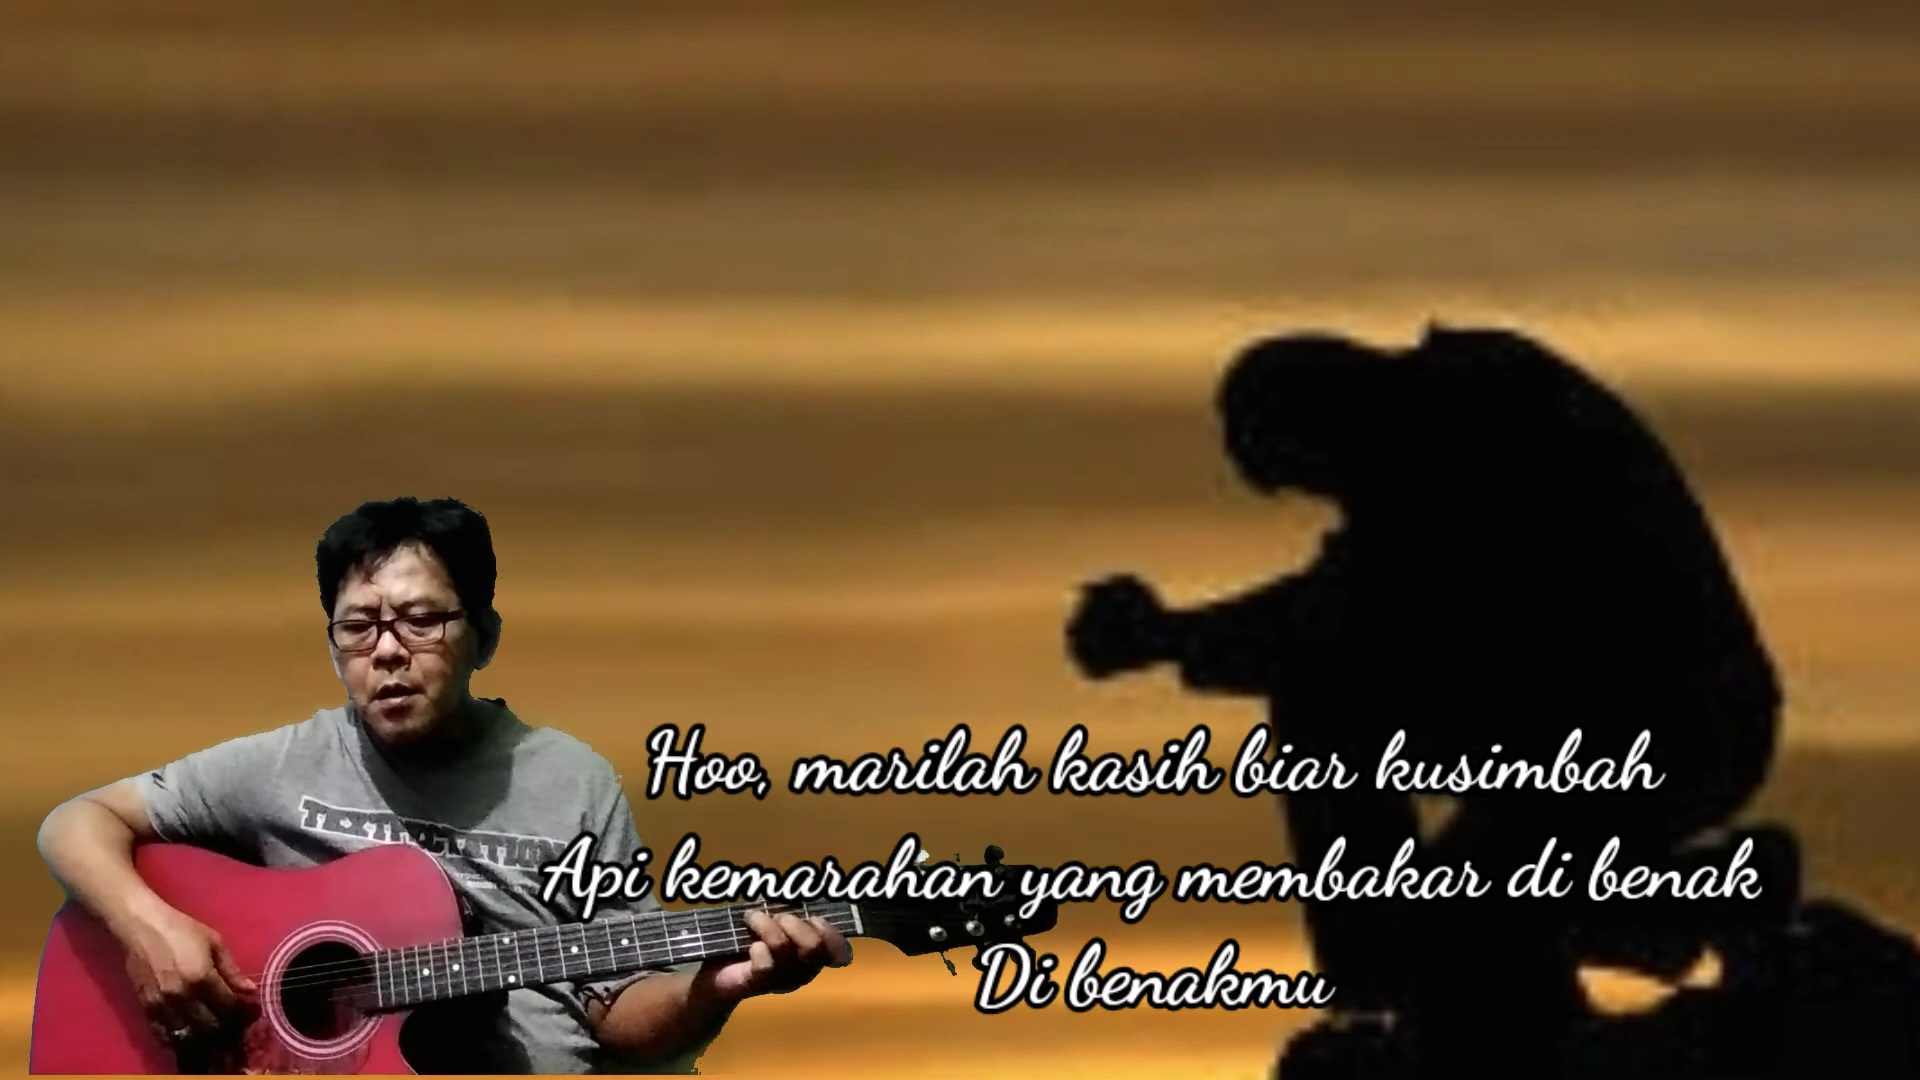 Hoo, marilah kasih biar kusimbah
Api kemarahan yang membakar di benak
Di benakmu